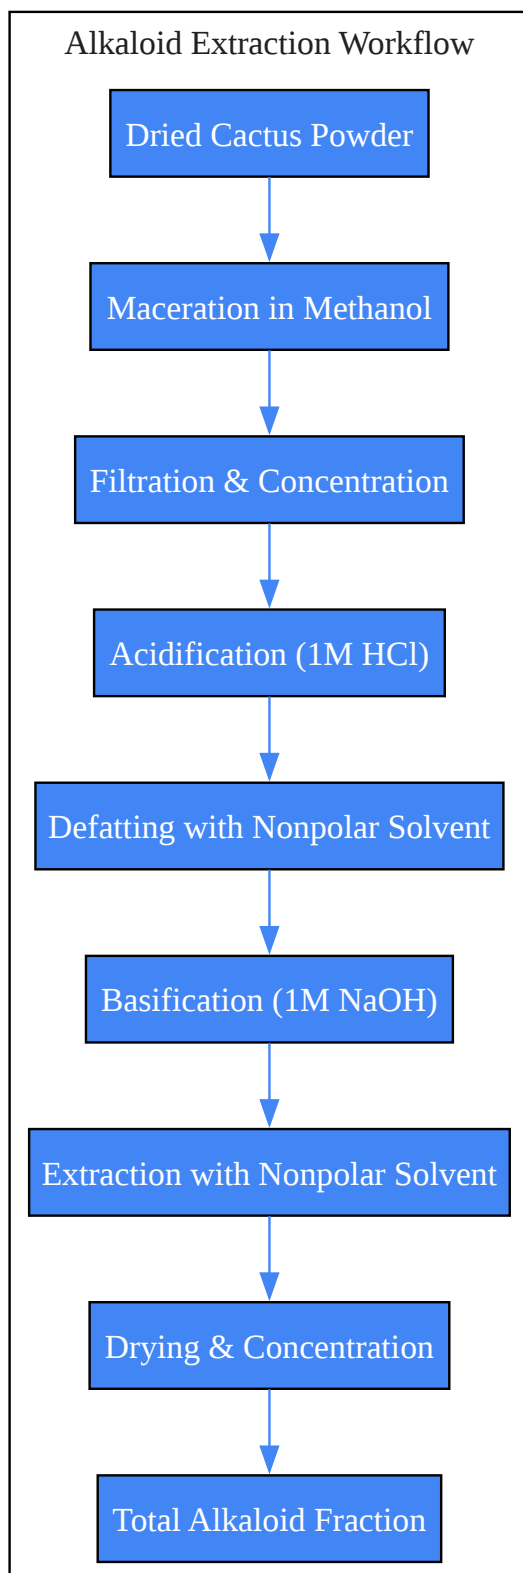 Alkaloid Extraction Workflow
Dried Cactus Powder
Maceration in Methanol
Filtration & Concentration
Acidification (1M HCl)
Defatting with Nonpolar Solvent
Basification (1M NaOH)
Extraction with Nonpolar Solvent
Drying & Concentration
Total Alkaloid Fraction